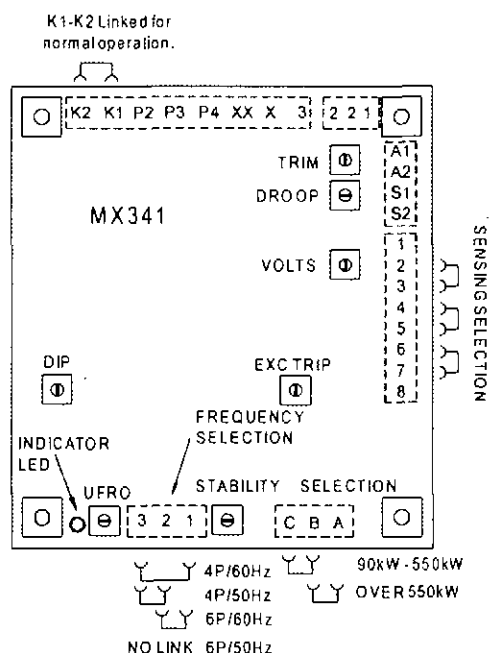 K1-K2 Linked for
normal operation.
K2 K1 P2 P3 P4 XX X 3 2 2 1
TRIM
DROOP
MX341
VOLTS
A1
A2
S1
S2
1
2
3
4
5
6
7
8
SENSING SELECTION
DIP
EXC TRIP
FREQUENCY
SELECTION
INDICATOR
LED
UFRO
STABILITY SELECTION
3 2 1
C B A
4P/60Hz
4P/50Hz
6P/60Hz
NO LINK 6P/50Hz
90kW - 550kW
OVER 550kW